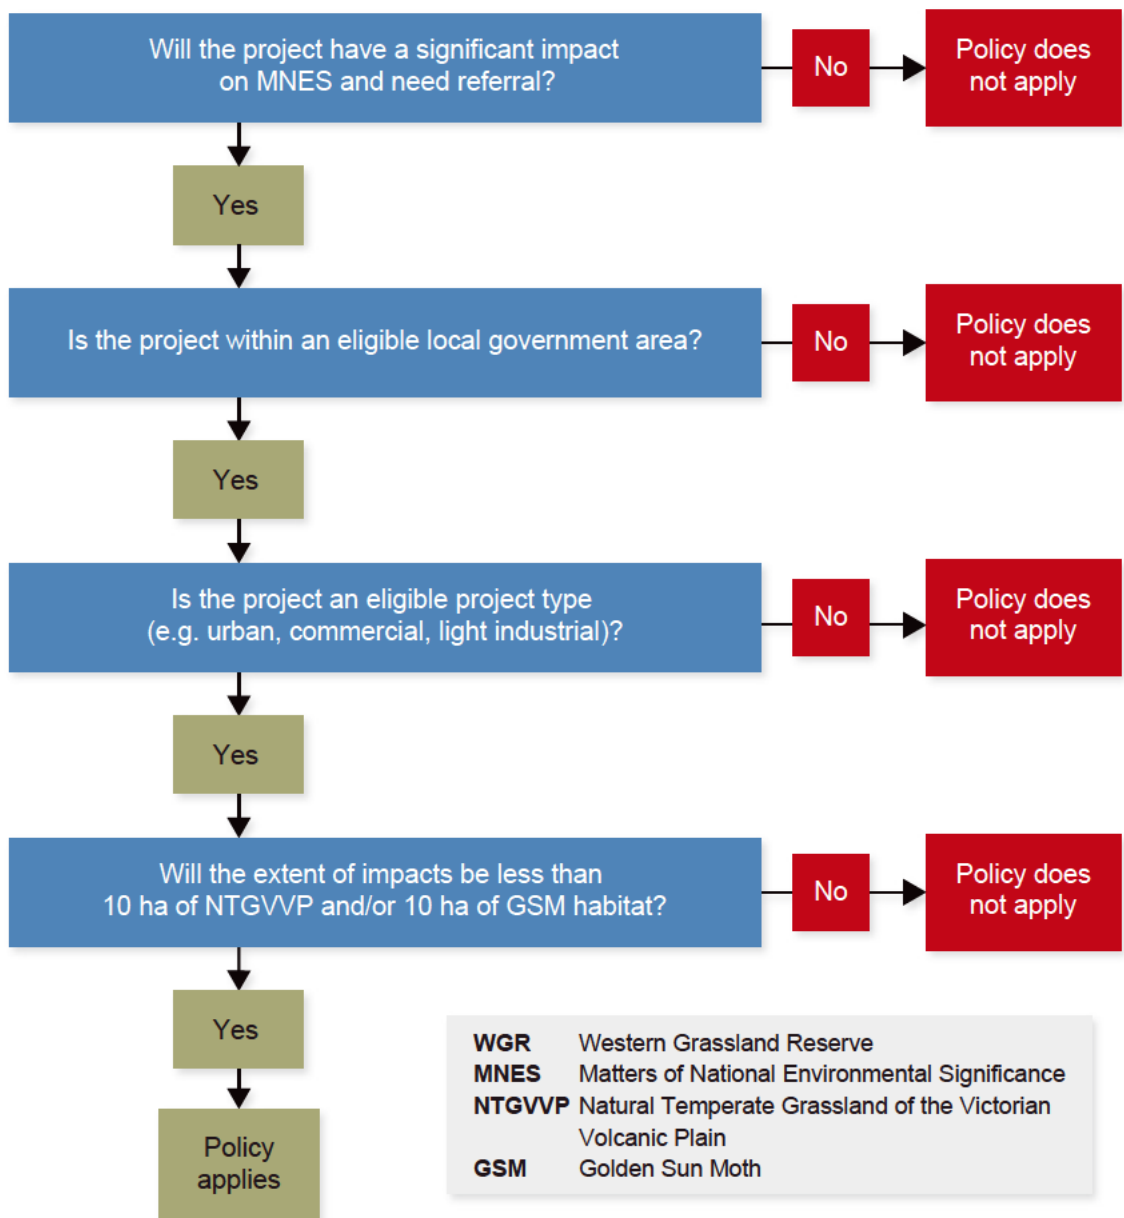 Will the project have a significant impact
on MNES and need referral?
No
Policy does
not apply
Yes
Is the project within an eligible local government area?
No
Policy does
not apply
Yes
Is the project an eligible project type
(e.g. urban, commercial, light industrial)?
No
Policy does
not apply
Yes
Will the extent of impacts be less than
10 ha of NTGVVP and/or 10 ha of GSM habitat?
No
Policy does
not apply
Yes
Policy
applies
WGR Western Grassland Reserve
MNES Matters of National Environmental Significance
NTGVVP Natural Temperate Grassland of the Victorian
Volcanic Plain
GSM Golden Sun Moth